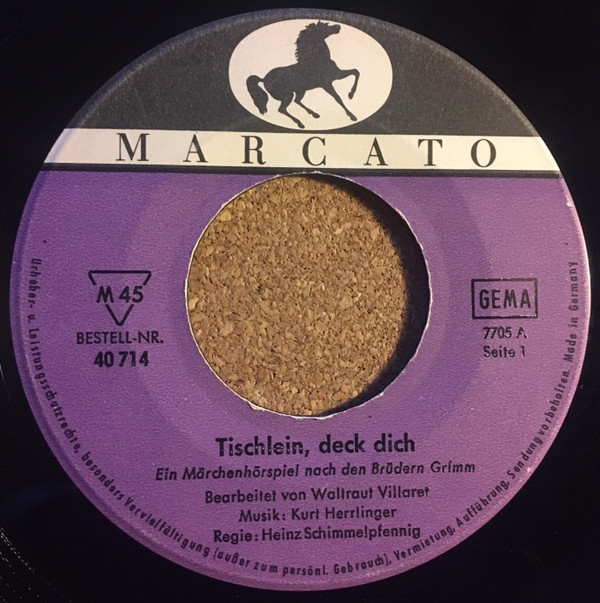 MARCATO
M 45
BESTELL-NR.
40 714
GEMA
7705 A
Seite 1
Tischlein, deck dich
Ein Märchenhörspiel nach den Brüdern Grimm
Bearbeitet von Waltraut Villaret
Musik: Kurt Herrlinger
Regie: Heinz Schimmelpfennig
Urheber- u. Leistungsschutzrechte, besonders Vervielfältigung (außer zum persönl. Gebrauch), Vermietung, Aufführung, Sendung vorbehalten. Made in Germany